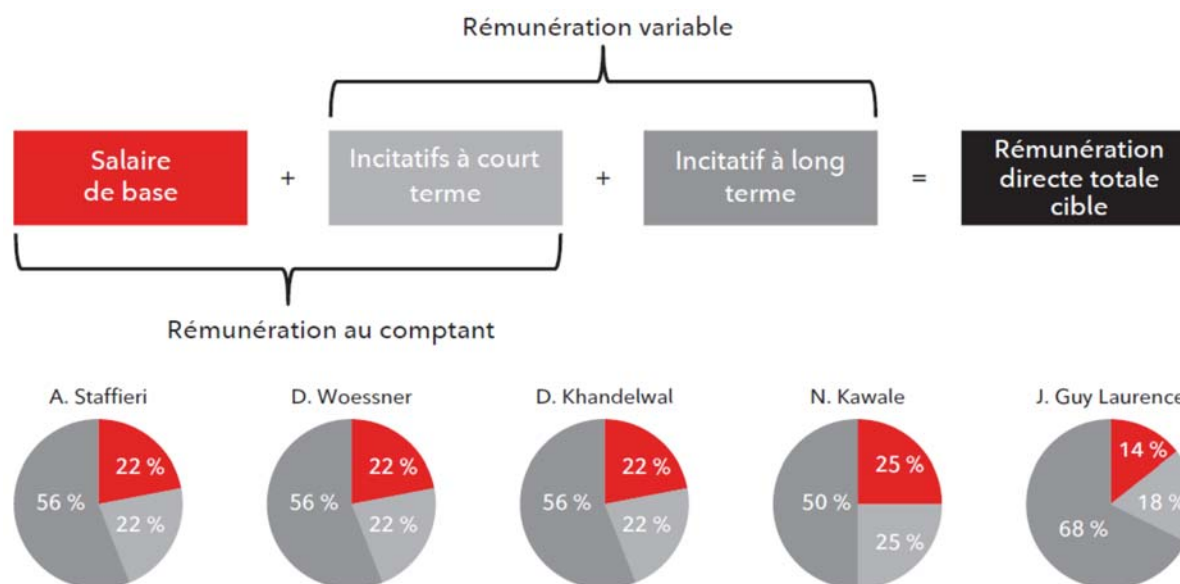 Rémunération variable
Salaire
de base
+
Incitatifs à court
terme
+
Incitatif à long
terme
=
Rémunération
directe totale
cible
Rémunération au comptant
A. Staffieri
D. Woessner
D. Khandelwal
N. Kawale
J. Guy Laurence
22 %
56 %
22 %
22 %
56 %
22 %
22 %
56 %
22 %
25 %
50 %
25 %
14 %
18 %
68 %